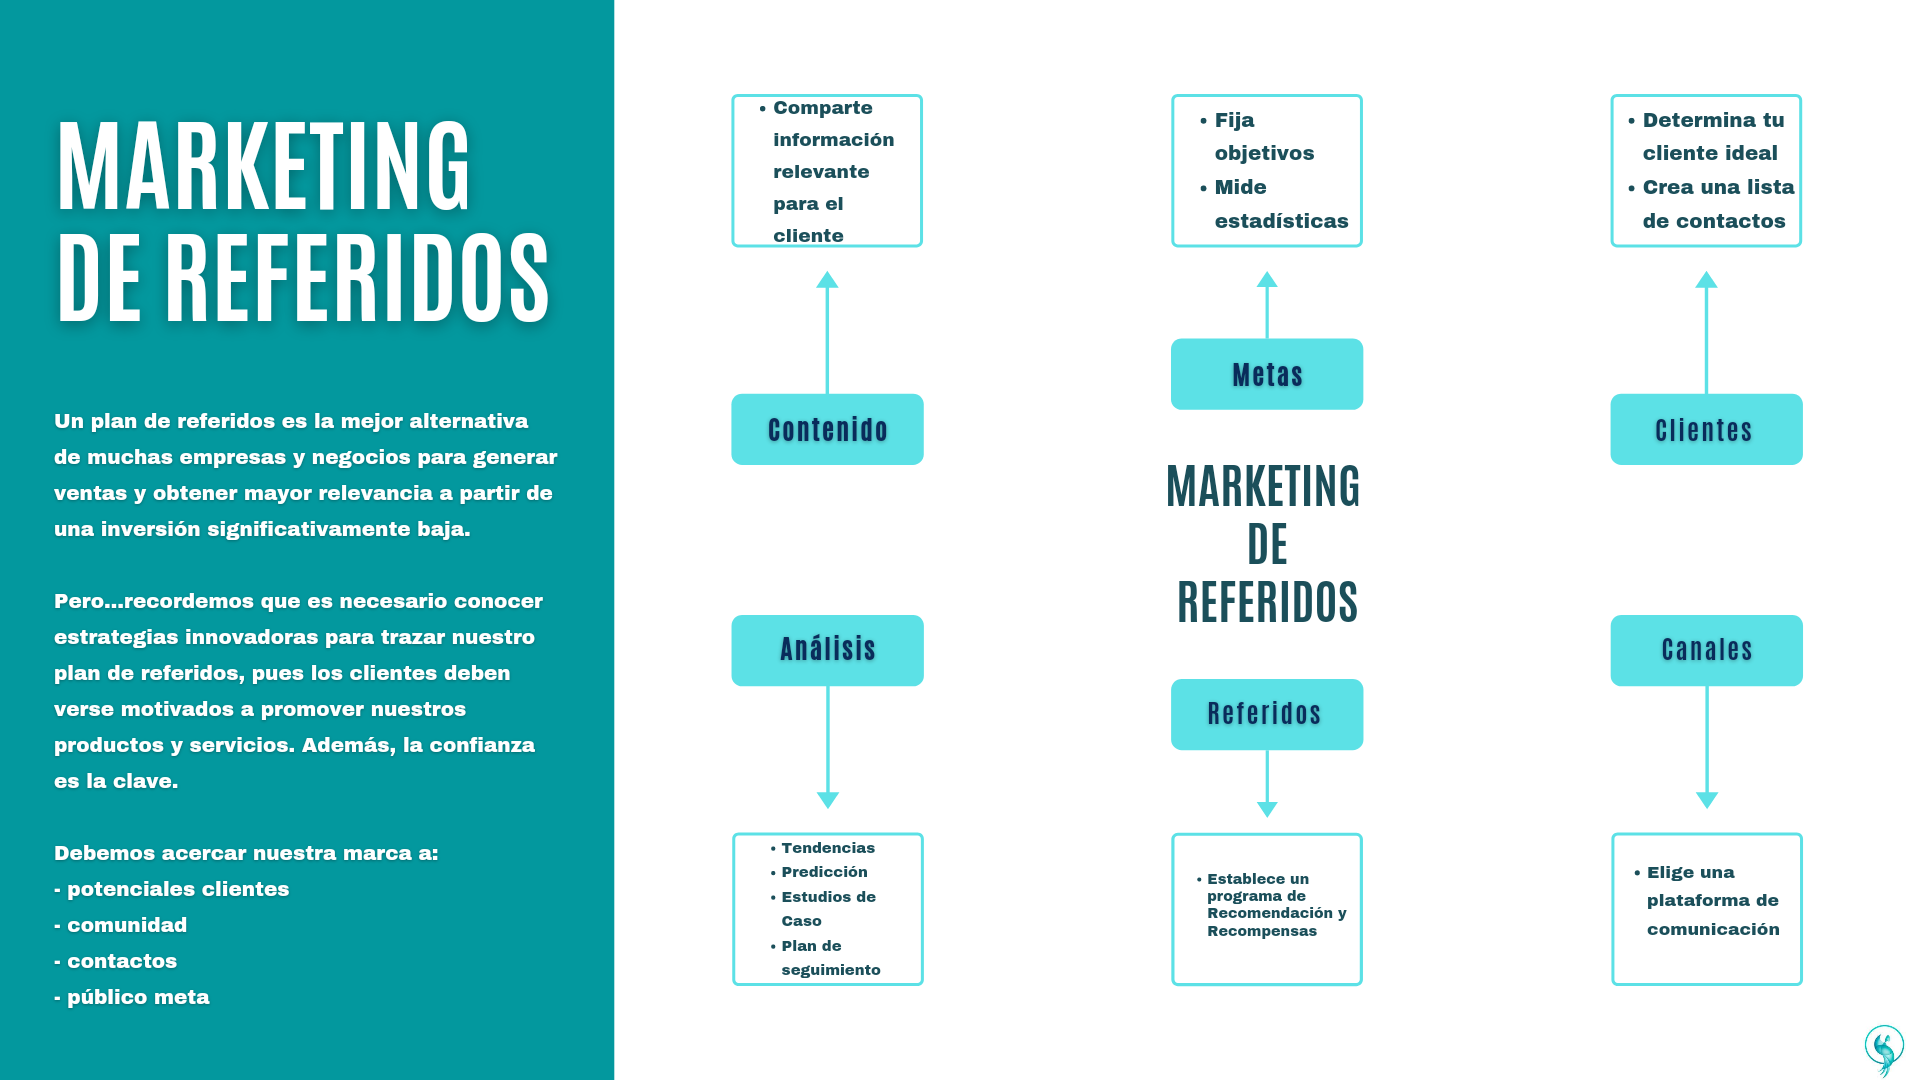 MARKETING
DE REFERIDOS
Un plan de referidos es la mejor alternativa
de muchas empresas y negocios para generar
ventas y obtener mayor relevancia a partir de
una inversión significativamente baja.
Pero...recordemos que es necesario conocer
estrategias innovadoras para trazar nuestro
plan de referidos, pues los clientes deben
verse motivados a promover nuestros
productos y servicios. Además, la confianza
es la clave.
Debemos acercar nuestra marca a:
- potenciales clientes
- comunidad
- contactos
- público meta
• Comparte
información
relevante
para el
cliente
Contenido
• Fija
objetivos
• Mide
estadísticas
Metas
• Determina tu
cliente ideal
• Crea una lista
de contactos
Clientes
MARKETING
DE
REFERIDOS
Análisis
• Tendencias
• Predicción
• Estudios de
Caso
• Plan de
seguimiento
Referidos
• Establece un
programa de
Recomendación y
Recompensas
Canales
• Elige una
plataforma de
comunicación